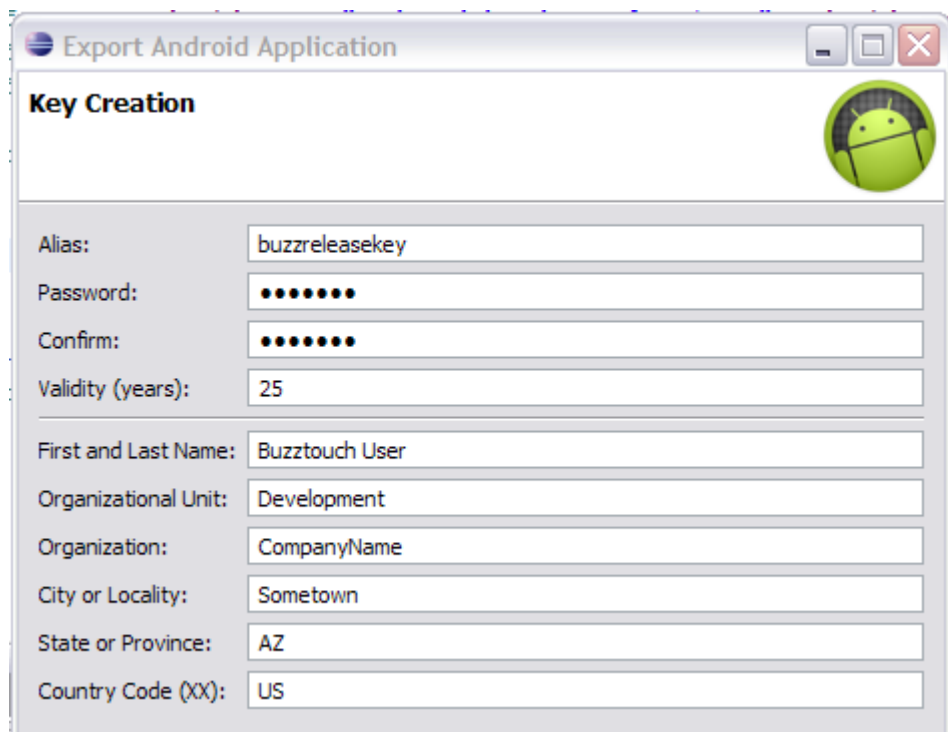 Export Android Application
Key Creation
Alias: buzzreleasekey
Password: •••••••
Confirm: •••••••
Validity (years): 25
First and Last Name: Buzztouch User
Organizational Unit: Development
Organization: CompanyName
City or Locality: Sometown
State or Province: AZ
Country Code (XX): US